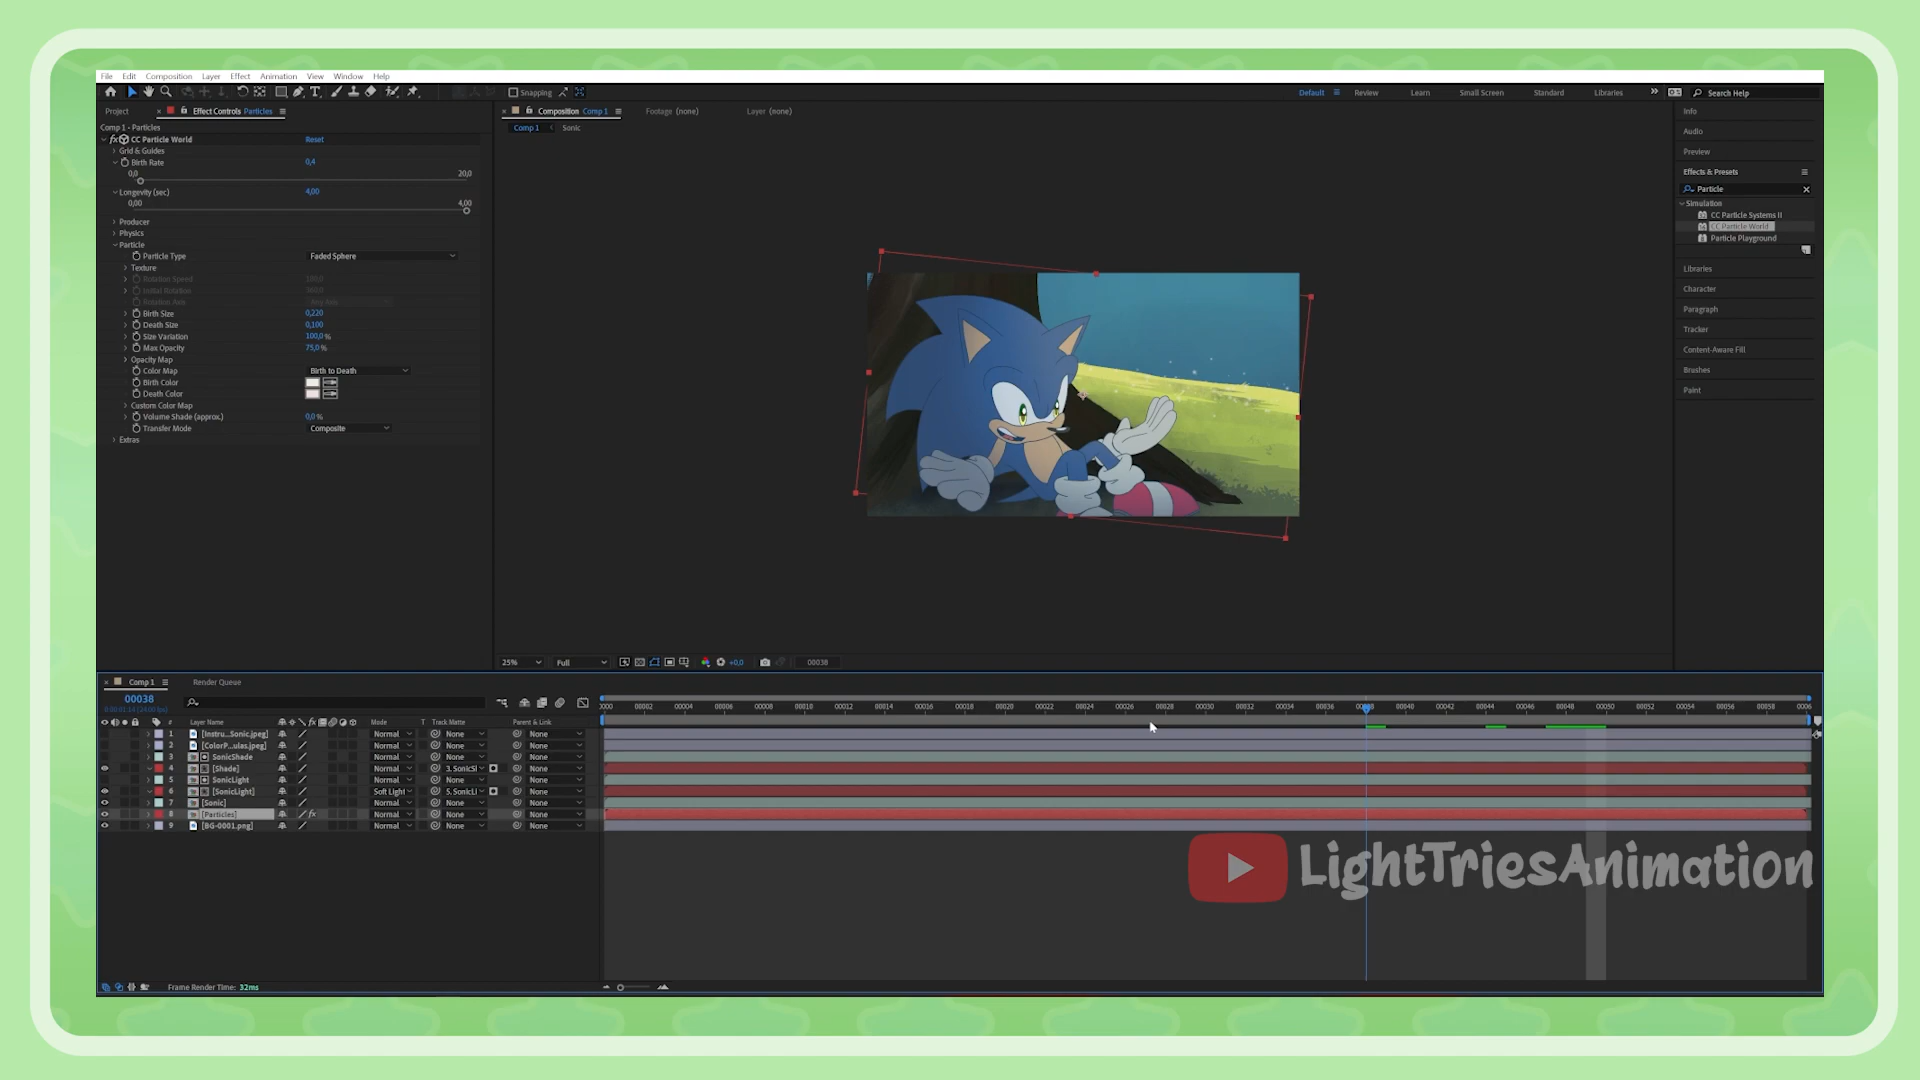 File Edit Composition Layer Effect Animation View Window Help
Snapping
Default Review Learn Small Screen Standard Libraries Search Help
Project Effect Controls Particles
Composition Comp 1 Footage (none) Layer (none)
Info
Comp 1 • Particles
Comp 1 Sonic
Audio
fx CC Particle World Reset
Grid & Guides
Preview
Birth Rate 0,4
0,0 20,0
Effects & Presets
Longevity (sec) 4,00
Particle
0,00 4,00
Simulation
CC Particle Systems II
Producer
CC Particle World
Physics
Particle Playground
Particle
Particle Type Faded Sphere
Texture
Libraries
Rotation Speed 180,0
Initial Rotation
Character
Rotation Axis Any Axis
Birth Size 0,220
Paragraph
Death Size 0,100
Tracker
Size Variation 100,0 %
Max Opacity 75,0 %
Content-Aware Fill
Opacity Map
Color Map Birth to Death
Brushes
Birth Color
Death Color
Paint
Custom Color Map
Volume Shade (approx.) 0,0 %
Transfer Mode Composite
Extras
25% Full +0,0 00038
Comp 1 Render Queue
00038
0000 00002 00004 00006 00008 00010 00012 00014 00016 00018 00020 00022 00024 00026 00028 00030 00032 00034 00036 00038 00040 00042 00044 00046 00048 00050 00052 00054 00056 00058 0006
# Layer Name Mode T Track Matte Parent & Link
1 [Instru...Sonic.jpeg] Normal None None
2 [ColorP...ulas.jpeg] Normal None None
3 SonicShade Normal None None
4 [Shade] Normal 3. SonicSl None
5 SonicLight Normal None None
6 [SonicLight] Soft Light 5. SonicLi None
7 [Sonic] Normal None None
8 [Particles] fx Normal None None
9 [BG-0001.png] Normal None None
LightTriesAnimation
Frame Render Time: 32ms